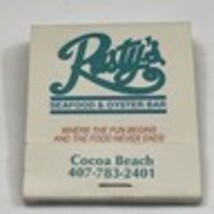 Rusty's
SEAFOOD & OYSTER BAR
WHERE THE FUN BEGINS
AND THE FOOD NEVER ENDS
Cocoa Beach
407-783-2401